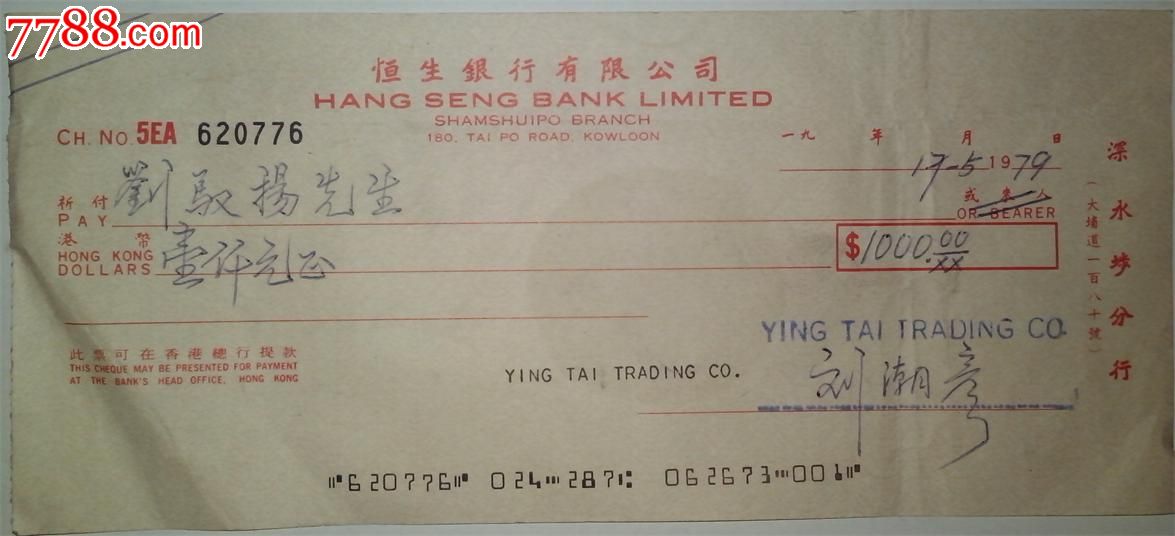 7788.com
恒生銀行有限公司
HANG SENG BANK LIMITED
SHAMSHUIPO BRANCH
180, TAI PO ROAD, KOWLOON
CH. NO. 5EA 620776
一九 年 月 日
17-5 1979
祈付 劉馭揚先生
PAY
或來人
OR BEARER
港幣
HONG KONG DOLLARS 壹仟元正
$1000.00/XX
此票可在香港總行提款
THIS CHEQUE MAY BE PRESENTED FOR PAYMENT
AT THE BANK'S HEAD OFFICE, HONG KONG
YING TAI TRADING CO.
YING TAI TRADING CO.
刘潮彦
深水埗分行
(大埔道一百八十號)
⑈620776⑈ 024⑉287⑆ 062673⑉001⑈